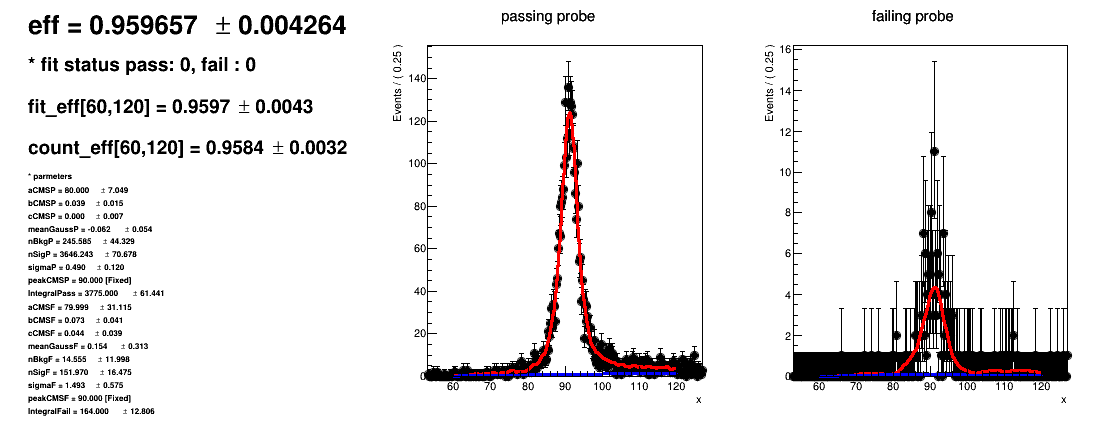 eff = 0.959657 ± 0.004264
* fit status pass: 0, fail : 0
fit_eff[60,120] = 0.9597 ± 0.0043
count_eff[60,120] = 0.9584 ± 0.0032
* parmeters
aCMSP = 80.000 ± 7.049
bCMSP = 0.039 ± 0.015
cCMSP = 0.000 ± 0.007
meanGaussP = -0.062 ± 0.054
nBkgP = 245.585 ± 44.329
nSigP = 3646.243 ± 70.678
sigmaP = 0.490 ± 0.120
peakCMSP = 90.000 [Fixed]
IntegralPass = 3775.000 ± 61.441
aCMSF = 79.999 ± 31.115
bCMSF = 0.073 ± 0.041
cCMSF = 0.044 ± 0.039
meanGaussF = 0.154 ± 0.313
nBkgF = 14.555 ± 11.998
nSigF = 151.970 ± 16.475
sigmaF = 1.493 ± 0.575
peakCMSF = 90.000 [Fixed]
IntegralFail = 164.000 ± 12.806
passing probe
Events / ( 0.25 )
140
120
100
80
60
40
20
0
60 70 80 90 100 110 120
x
failing probe
Events / ( 0.25 )
16
14
12
10
8
6
4
2
0
60 70 80 90 100 110 120
x